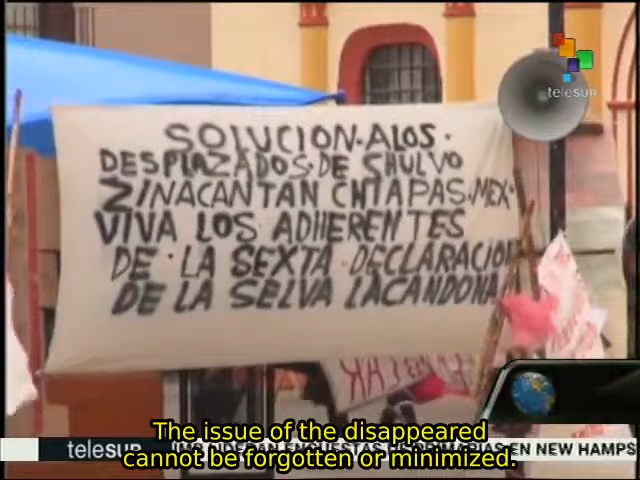 telesur
SOLUCION·A LOS·
DESPLAZADOS·DE SHULVO
ZINACANTAN CHIAPAS·MEX·
VIVA LOS ADHERENTES
DE·LA SEXTA·DECLARACION
DE LA SELVA LACANDONA
The issue of the disappeared
cannot be forgotten or minimized.
telesur
EN NEW HAMPS